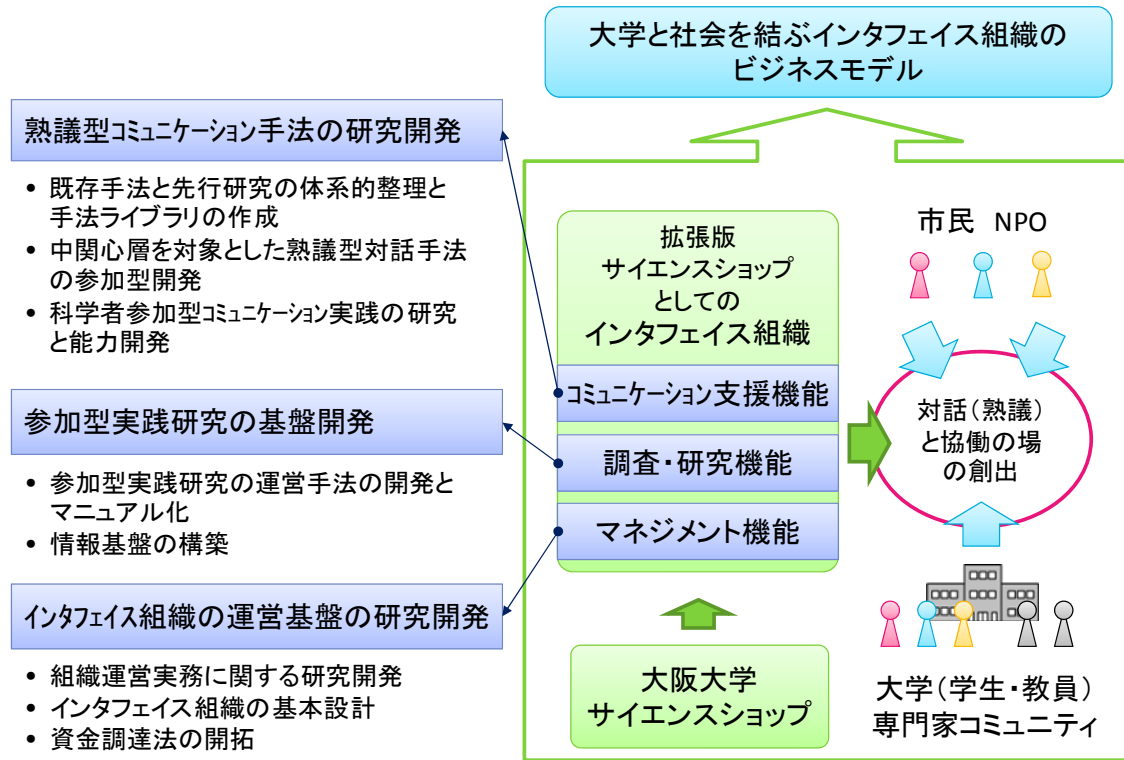 大学と社会を結ぶインタフェイス組織の
ビジネスモデル
熟議型コミュニケーション手法の研究開発
• 既存手法と先行研究の体系的整理と
手法ライブラリの作成
• 中関心層を対象とした熟議型対話手法
の参加型開発
• 科学者参加型コミュニケーション実践の研究
と能力開発
参加型実践研究の基盤開発
• 参加型実践研究の運営手法の開発と
マニュアル化
• 情報基盤の構築
インタフェイス組織の運営基盤の研究開発
• 組織運営実務に関する研究開発
• インタフェイス組織の基本設計
• 資金調達法の開拓
拡張版
サイエンスショップ
としての
インタフェイス組織
コミュニケーション支援機能
調査・研究機能
マネジメント機能
大阪大学
サイエンスショップ
市民 NPO
対話(熟議)
と協働の場
の創出
大学(学生・教員)
専門家コミュニティ